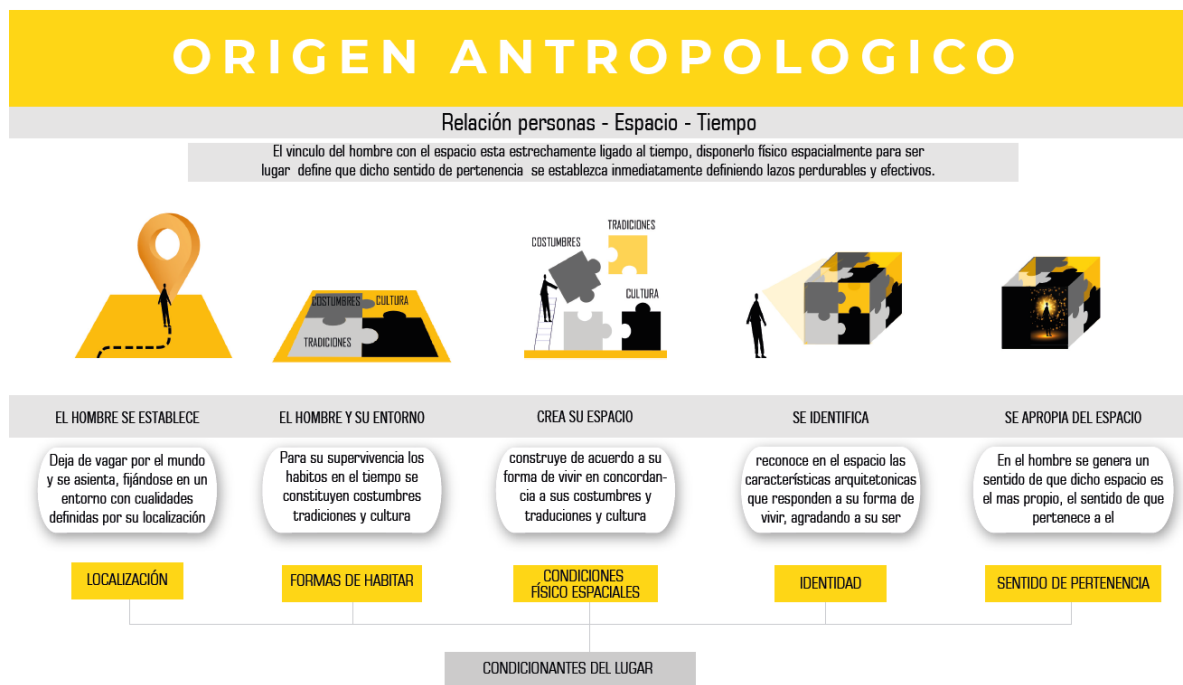 ORIGEN ANTROPOLOGICO
Relación personas - Espacio - Tiempo
El vinculo del hombre con el espacio esta estrechamente ligado al tiempo, disponerlo físico espacialmente para ser
lugar define que dicho sentido de pertenencia se establezca inmediatamente definiendo lazos perdurables y efectivos.
COSTUMBRES
CULTURA
TRADICIONES
TRADICIONES
COSTUMBRES
CULTURA
EL HOMBRE SE ESTABLECE
EL HOMBRE Y SU ENTORNO
CREA SU ESPACIO
SE IDENTIFICA
SE APROPIA DEL ESPACIO
Deja de vagar por el mundo
y se asienta, fijándose en un
entorno con cualidades
definidas por su localización
Para su supervivencia los
habitos en el tiempo se
constituyen costumbres
tradiciones y cultura
construye de acuerdo a su
forma de vivir en concordan-
cia a sus costumbres y
traduciones y cultura
reconoce en el espacio las
características arquitetonicas
que responden a su forma de
vivir, agradando a su ser
En el hombre se genera un
sentido de que dicho espacio es
el mas propio, el sentido de que
pertenece a el
LOCALIZACIÓN
FORMAS DE HABITAR
CONDICIONES
FÍSICO ESPACIALES
IDENTIDAD
SENTIDO DE PERTENENCIA
CONDICIONANTES DEL LUGAR